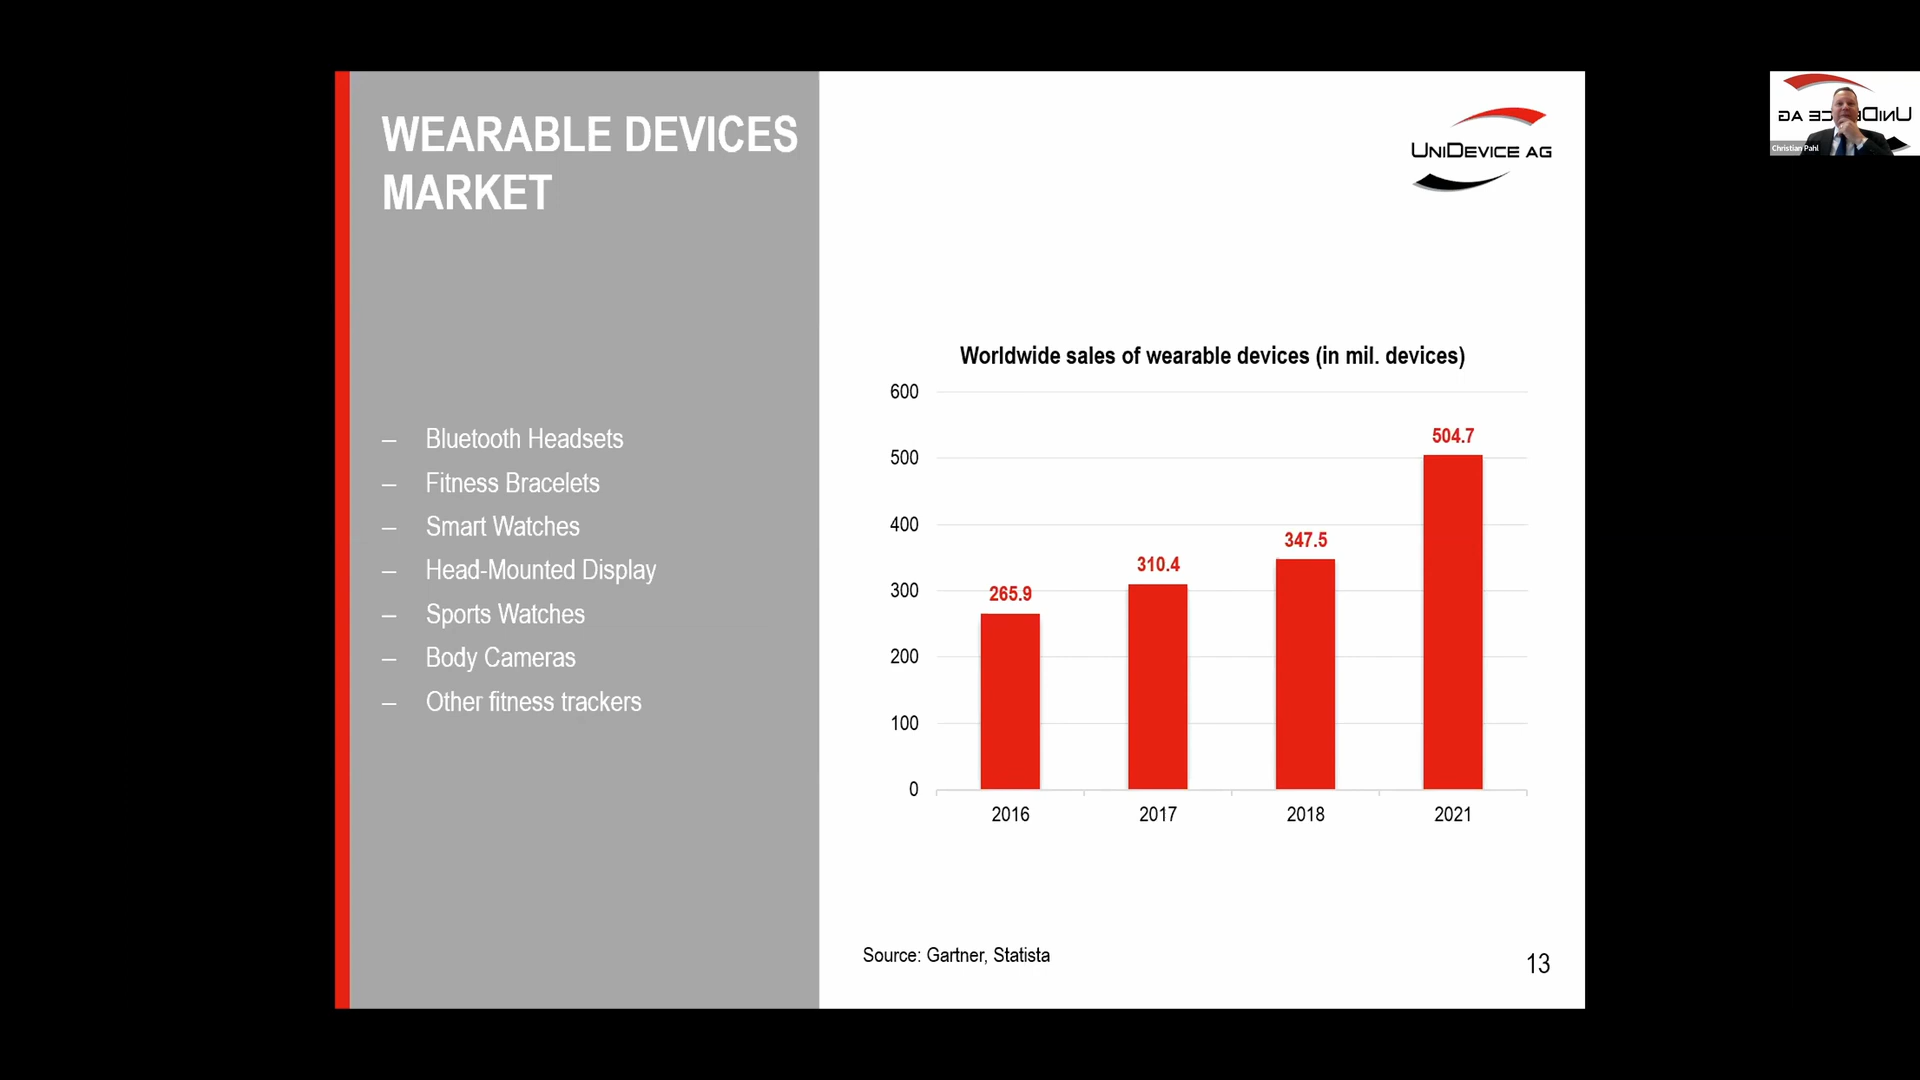 WEARABLE DEVICES
MARKET
– Bluetooth Headsets
– Fitness Bracelets
– Smart Watches
– Head-Mounted Display
– Sports Watches
– Body Cameras
– Other fitness trackers
UNIDEVICE AG
Worldwide sales of wearable devices (in mil. devices)
600
500
400
300
200
100
0
265.9
310.4
347.5
504.7
2016
2017
2018
2021
Source: Gartner, Statista
13
Christian Pahl